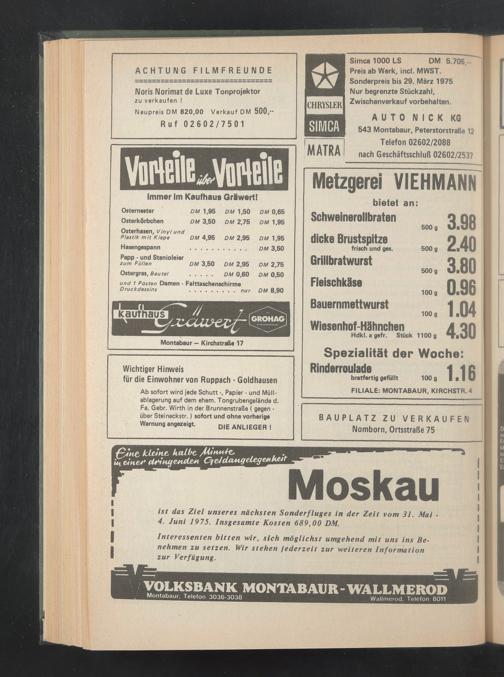 ACHTUNG FILMFREUNDE
Noris Norimat de Luxe Tonprojektor
zu verkaufen !
Neupreis DM 820,00 Verkauf DM 500,--
Ruf 02602/7501
CHRYSLER
SIMCA
MATRA
Simca 1000 LS DM 5.705,--
Preis ab Werk, incl. MWST.
Sonderpreis bis 29. März 1975
Nur begrenzte Stückzahl,
Zwischenverkauf vorbehalten.
AUTO NICK KG
543 Montabaur, Peterstorstraße 12
Telefon 02602/2088
nach Geschäftsschluß 02602/2537
Vorteile über Vorteile
immer im Kaufhaus Gräwert!
Osternester DM 1,95 DM 1,50 DM 0,65
Osterkörbchen DM 3,50 DM 2,75 DM 1,95
Osterhasen, Vinyl und
Plastik mit Kiepe DM 4,95 DM 2,95 DM 1,95
Hasengespann . . . . . . . . . . DM 3,50
Papp - und Stanioleier
zum Füllen DM 3,50 DM 2,95 DM 2,75
Ostergras, Beutel . . . . . DM 0,60 DM 0,50
und 1 Posten Damen - Falttaschenschirme
Druckdessins . . . . . . . . . nur DM 8,90
kaufhaus Gräwert GROHAG
Montabaur — Kirchstraße 17
Metzgerei VIEHMANN
bietet an:
Schweinerollbraten 500 g 3.98
dicke Brustspitze
frisch und ges. 500 g 2.40
Grillbratwurst 500 g 3.80
Fleischkäse 100 g 0.96
Bauernmettwurst 100 g 1.04
Wiesenhof-Hähnchen
Hdkl. a gefr. Stück 1100 g 4.30
Spezialität der Woche:
Rinderroulade
bratfertig gefüllt 100 g 1.16
FILIALE: MONTABAUR, KIRCHSTR. 4
Wichtiger Hinweis
für die Einwohner von Ruppach - Goldhausen
Ab sofort wird jede Schutt -, Papier - und Müll-
ablagerung auf dem ehem. Tongrubengelände d.
Fa. Gebr. Wirth in der Brunnenstraße ( gegen -
über Steineckstr. ) sofort und ohne vorherige
Warnung angezeigt. DIE ANLIEGER !
BAUPLATZ ZU VERKAUFEN
Nomborn, Ortsstraße 75
Eine kleine halbe Minute
in einer dringenden Geldangelegenheit
Moskau
ist das Ziel unseres nächsten Sonderfluges in der Zeit vom 31. Mai -
4. Juni 1975. Insgesamte Kosten 689,00 DM.
Interessenten bitten wir, sich möglichst umgehend mit uns ins Be-
nehmen zu setzen. Wir stehen jederzeit zur weiteren Information
zur Verfügung.
VOLKSBANK MONTABAUR-WALLMEROD
Montabaur, Telefon 3036-3038 Wallmerod, Telefon 8011